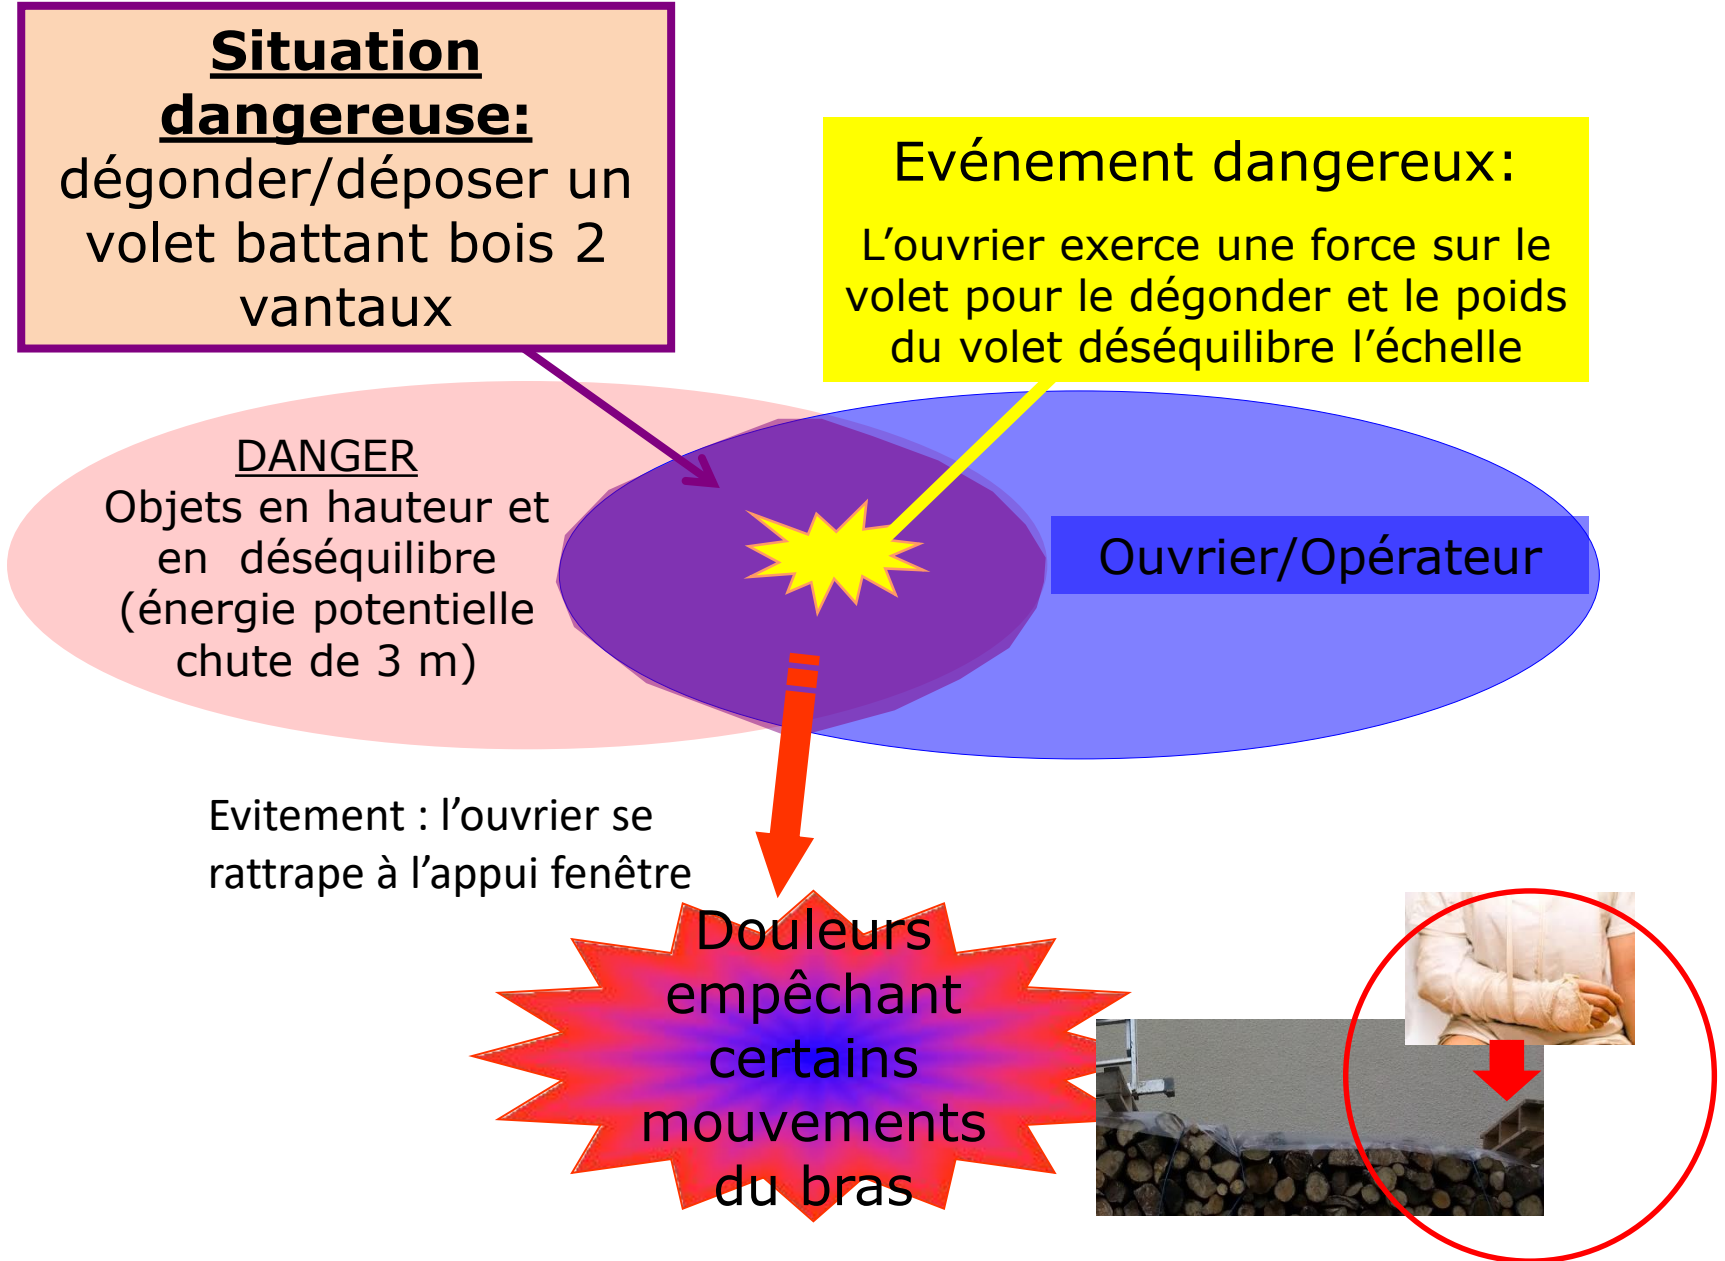 Situation
dangereuse:
dégonder/déposer un
volet battant bois 2
vantaux
Evénement dangereux:
L’ouvrier exerce une force sur le
volet pour le dégonder et le poids
du volet déséquilibre l’échelle
DANGER
Objets en hauteur et
en déséquilibre
(énergie potentielle
chute de 3 m)
Ouvrier/Opérateur
Evitement : l’ouvrier se
rattrape à l’appui fenêtre
Douleurs
empêchant
certains
mouvements
du bras